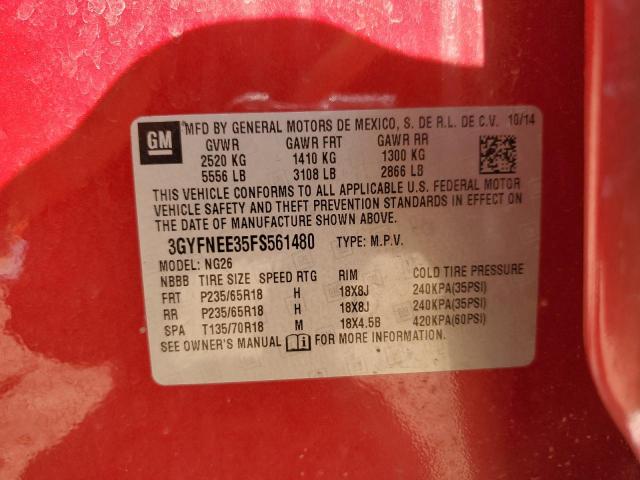 GM MFD BY GENERAL MOTORS DE MEXICO, S. DE R.L. DE C.V. 10/14
GVWR GAWR FRT GAWR RR
2520 KG 1410 KG 1300 KG
5556 LB 3108 LB 2866 LB
THIS VEHICLE CONFORMS TO ALL APPLICABLE U.S. FEDERAL MOTOR
VEHICLE SAFETY AND THEFT PREVENTION STANDARDS IN EFFECT ON
THE DATE OF MANUFACTURE SHOWN ABOVE.
3GYFNEE35FS561480 TYPE: M.P.V.
MODEL: NG26
NBBB TIRE SIZE SPEED RTG RIM COLD TIRE PRESSURE
FRT P235/65R18 H 18X8J 240KPA(35PSI)
RR P235/65R18 H 18X8J 240KPA(35PSI)
SPA T135/70R18 M 18X4.5B 420KPA(60PSI)
SEE OWNER'S MANUAL FOR MORE INFORMATION.